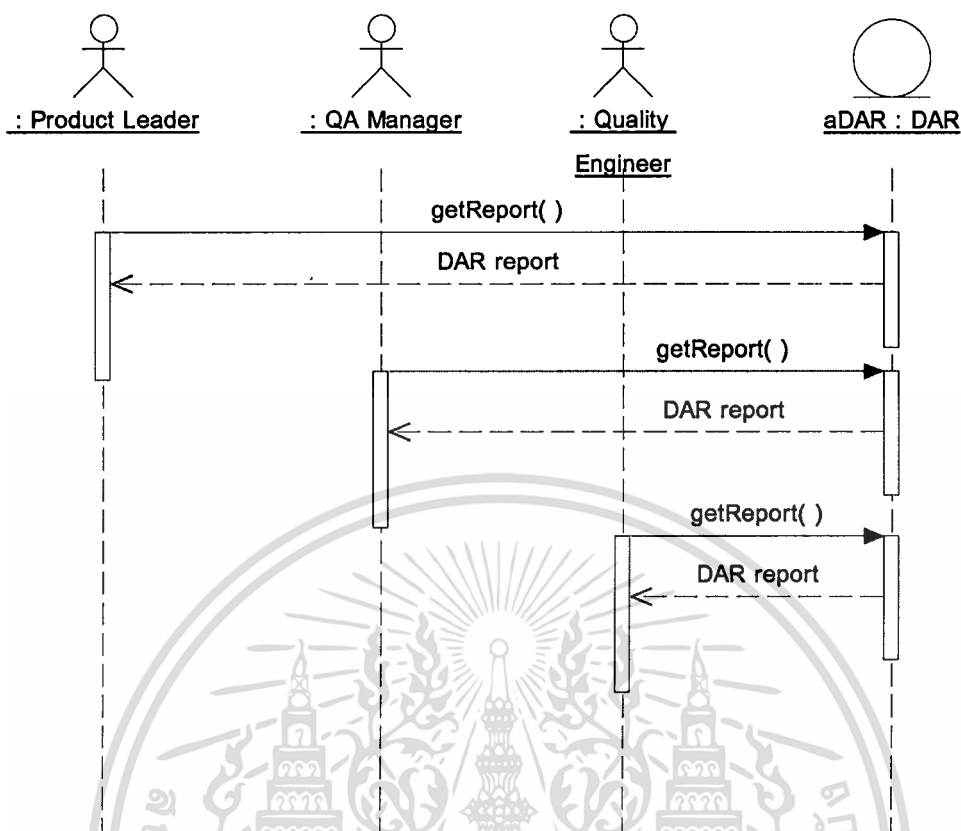 : Product Leader
: QA Manager
: Quality
Engineer
aDAR : DAR
getReport( )
DAR report
getReport( )
DAR report
getReport( )
DAR report